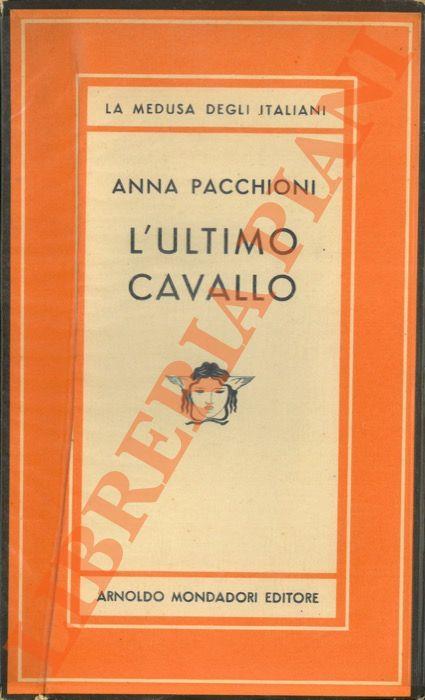 LA MEDUSA DEGLI ITALIANI
ANNA PACCHIONI
L'ULTIMO
CAVALLO
ARNOLDO MONDADORI EDITORE
LIBRERIA PIANI